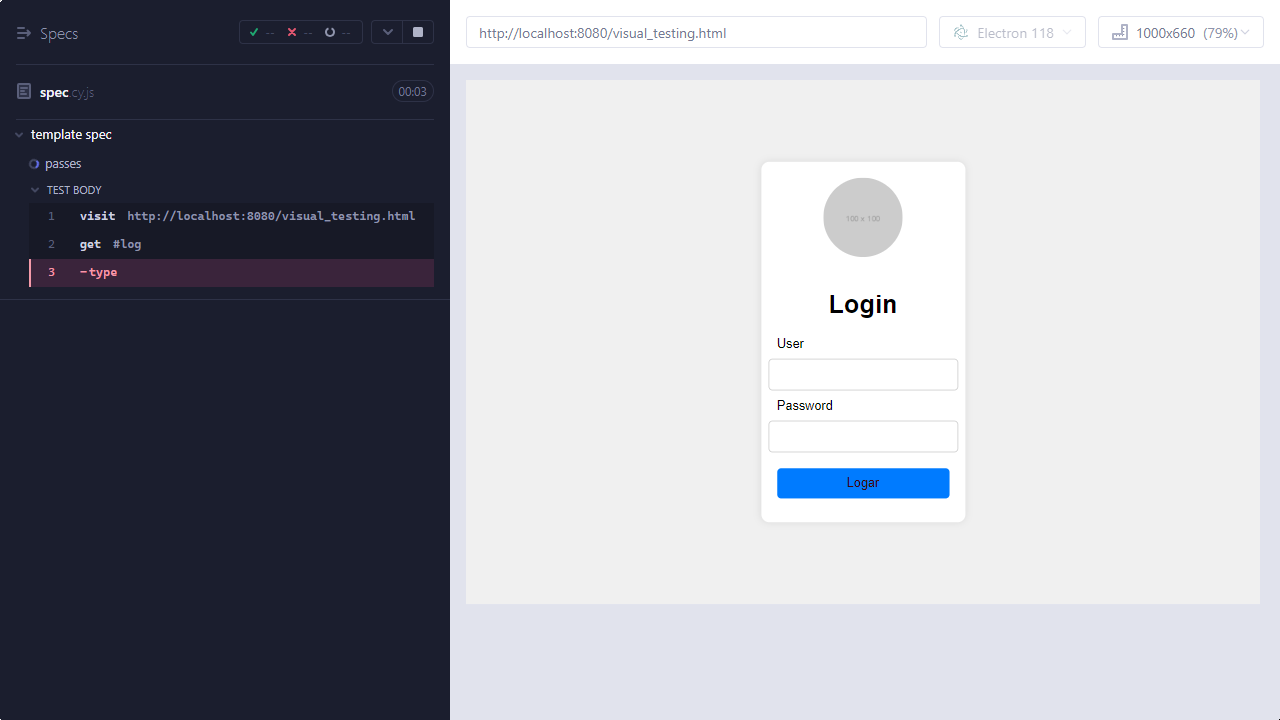 Specs
-- -- --
spec.cy.js
00:03
template spec
passes
TEST BODY
1 visit http://localhost:8080/visual_testing.html
2 get #log
3 -type
http://localhost:8080/visual_testing.html
Electron 118
1000x660 (79%)
100 x 100
Login
User
Password
Logar